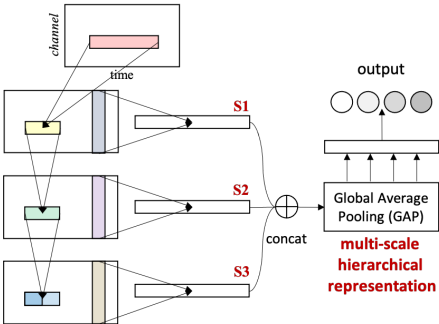 channel
time
S1
S2
S3
concat
output
Global Average
Pooling (GAP)
multi-scale
hierarchical
representation